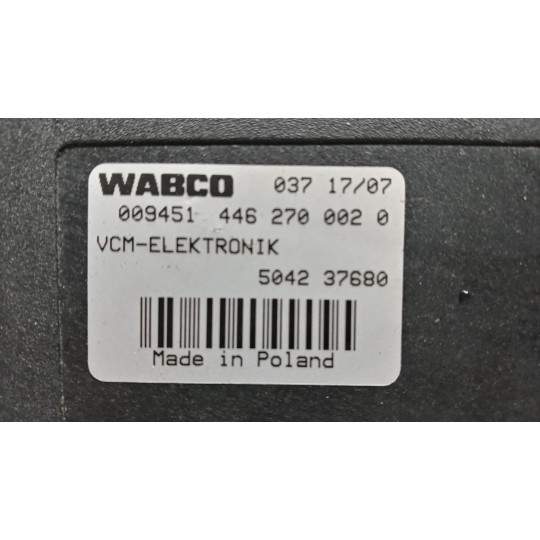 WABCO 037 17/07
009451 446 270 002 0
VCM-ELEKTRONIK
5042 37680
Made in Poland